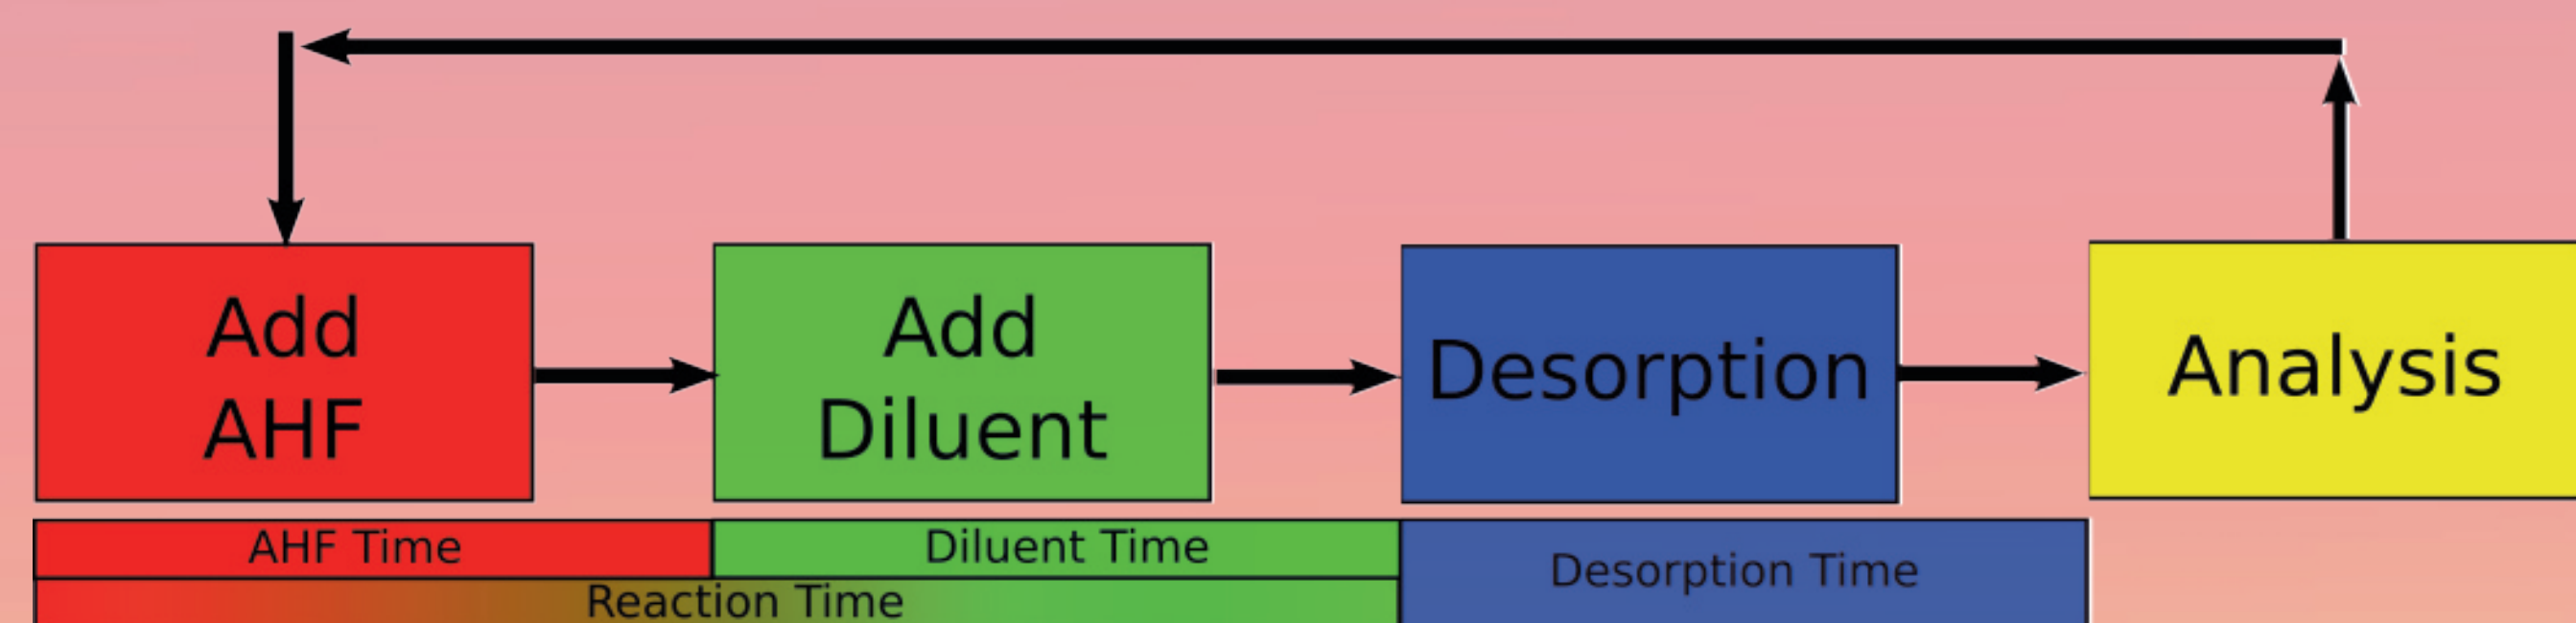 Add
AHF
Add
Diluent
Desorption
Analysis
AHF Time
Diluent Time
Desorption Time
Reaction Time